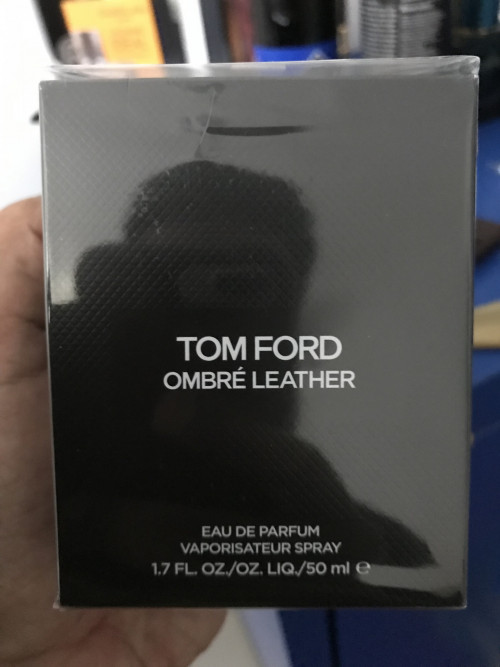 TOM FORD
OMBRÉ LEATHER
EAU DE PARFUM
VAPORISATEUR SPRAY
1.7 FL. OZ./OZ. LIQ./50 ml ℮